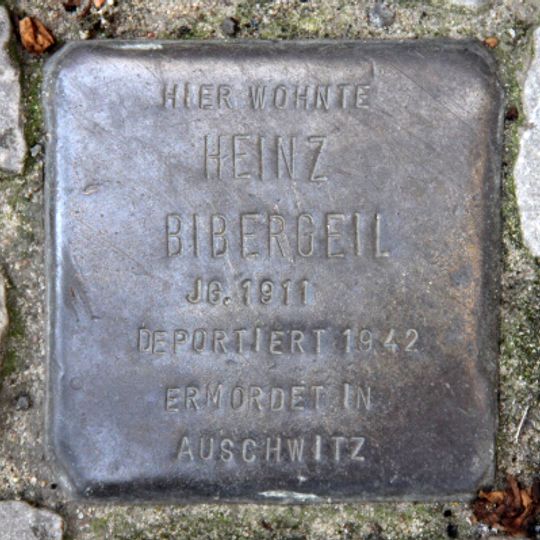 HIER WOHNTE
HEINZ
BIBERGEIL
JG. 1911
DEPORTIERT 1942
ERMORDET IN
AUSCHWITZ